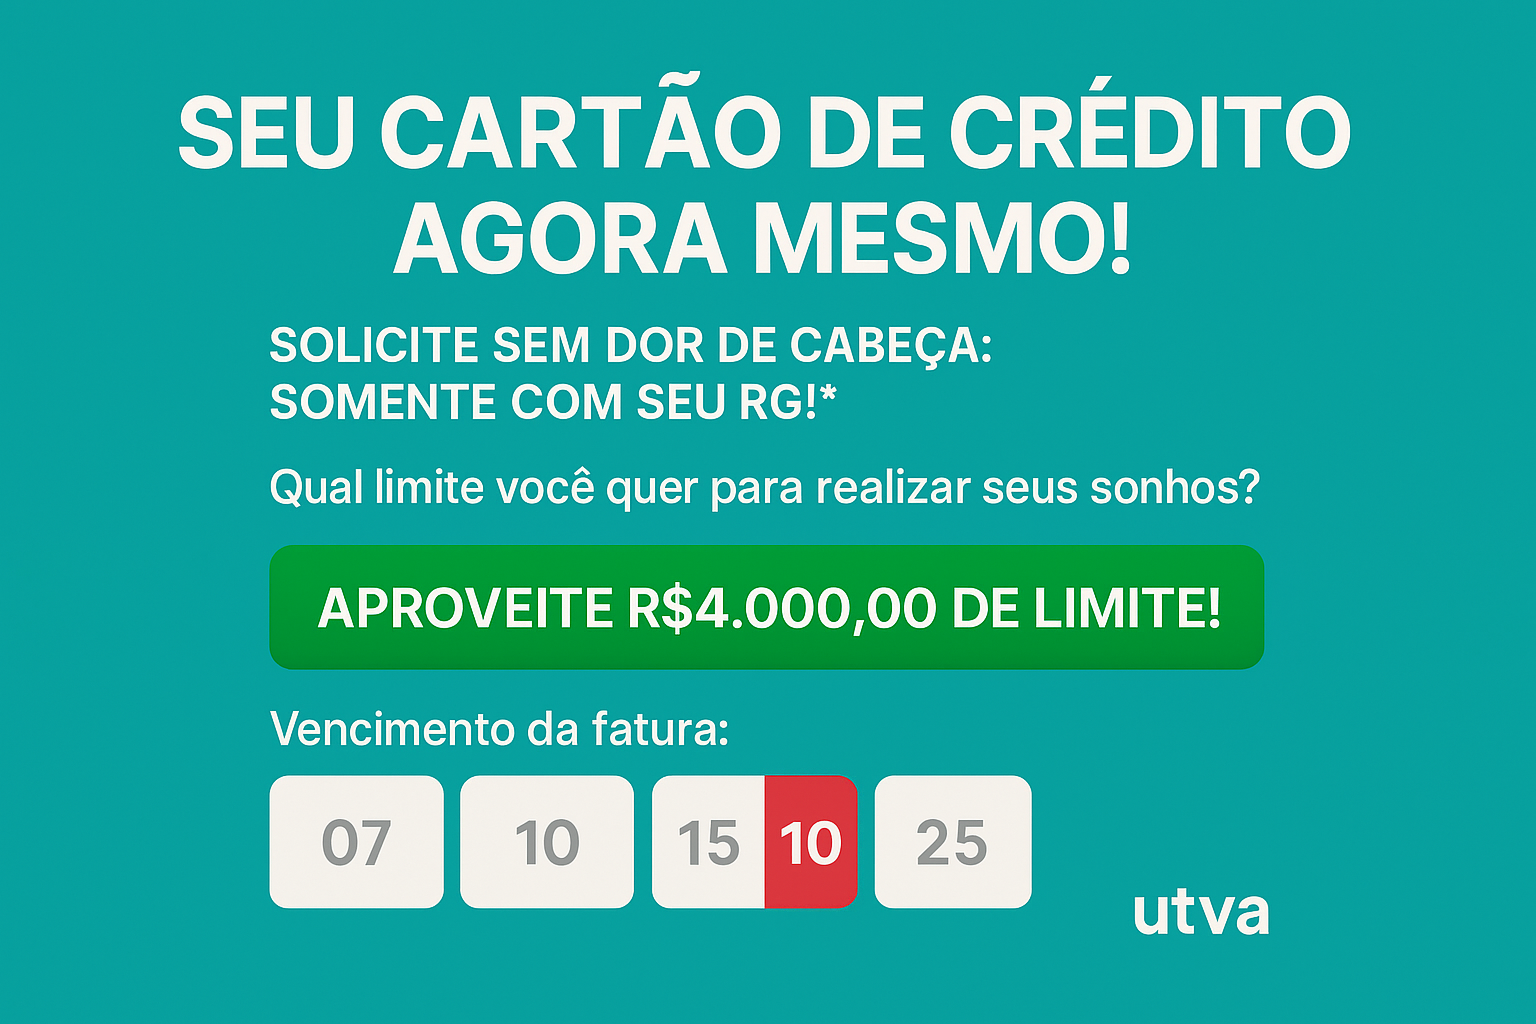 SEU CARTÃO DE CRÉDITO
AGORA MESMO!
SOLICITE SEM DOR DE CABEÇA:
SOMENTE COM SEU RG!*
Qual limite você quer para realizar seus sonhos?
APROVEITE R$4.000,00 DE LIMITE!
Vencimento da fatura:
07 10 15 10 25
utva